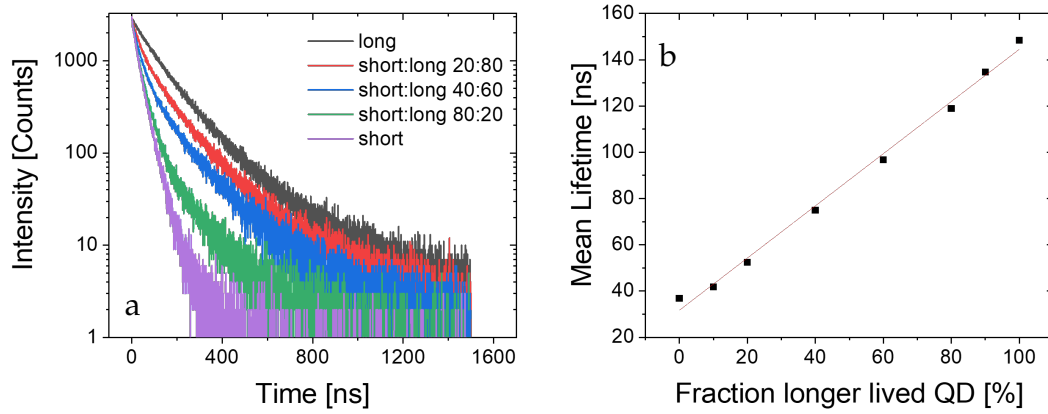 Intensity [Counts]
1000
100
10
1
long
short:long 20:80
short:long 40:60
short:long 80:20
short
a
0
400
800
1200
1600
Time [ns]
Mean Lifetime [ns]
160
140
120
100
80
60
40
20
b
0
20
40
60
80
100
Fraction longer lived QD [%]